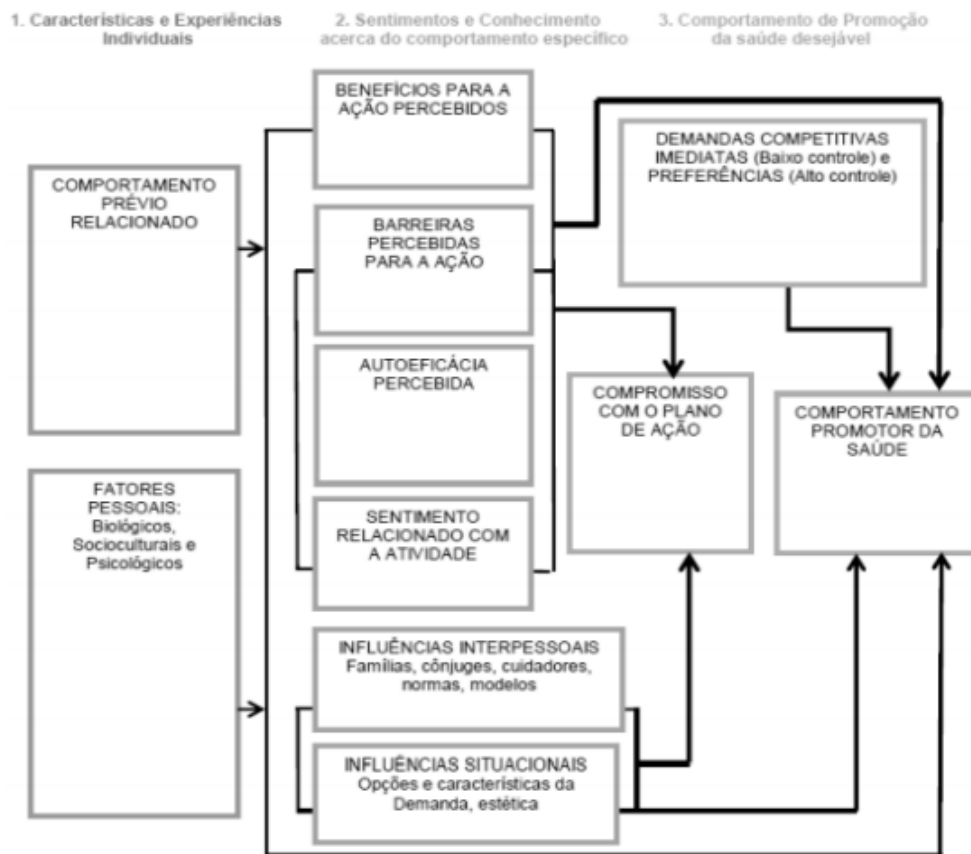 1. Características e Experiências
Individuais
2. Sentimentos e Conhecimento
acerca do comportamento específico
3. Comportamento de Promoção
da saúde desejável
COMPORTAMENTO
PRÉVIO
RELACIONADO
FATORES
PESSOAIS:
Biológicos,
Socioculturais e
Psicológicos
BENEFÍCIOS PARA A
AÇÃO PERCEBIDOS
BARREIRAS
PERCEBIDAS
PARA A AÇÃO
AUTOEFICÁCIA
PERCEBIDA
SENTIMENTO
RELACIONADO COM
A ATIVIDADE
INFLUÊNCIAS INTERPESSOAIS
Famílias, cônjuges, cuidadores,
normas, modelos
INFLUÊNCIAS SITUACIONAIS
Opções e características da
Demanda, estética
DEMANDAS COMPETITIVAS
IMEDIATAS (Baixo controle) e
PREFERÊNCIAS (Alto controle)
COMPROMISSO
COM O PLANO
DE AÇÃO
COMPORTAMENTO
PROMOTOR DA
SAÚDE